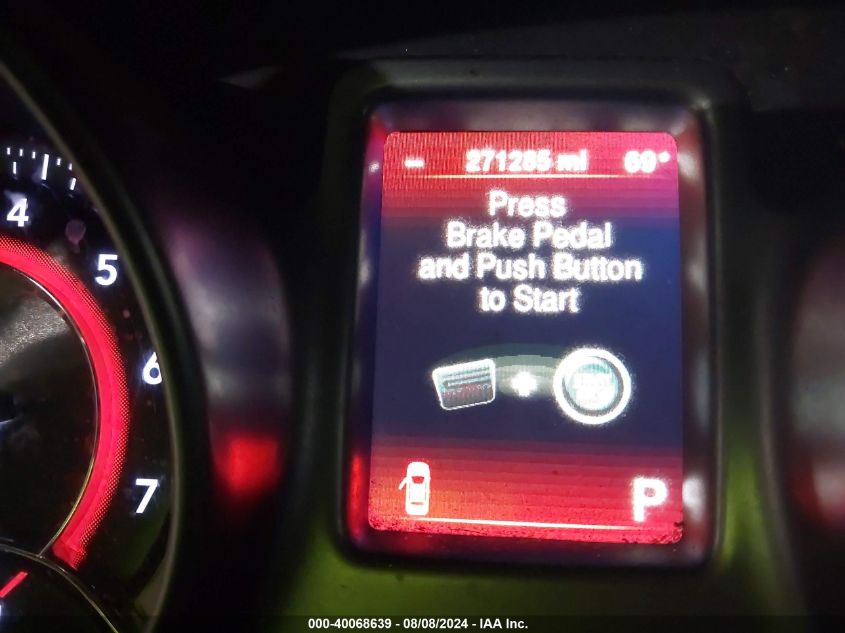 -- 271285 mi 69°
Press
Brake Pedal
and Push Button
to Start
P
4
5
6
7
000-40068639 - 08/08/2024 - IAA Inc.